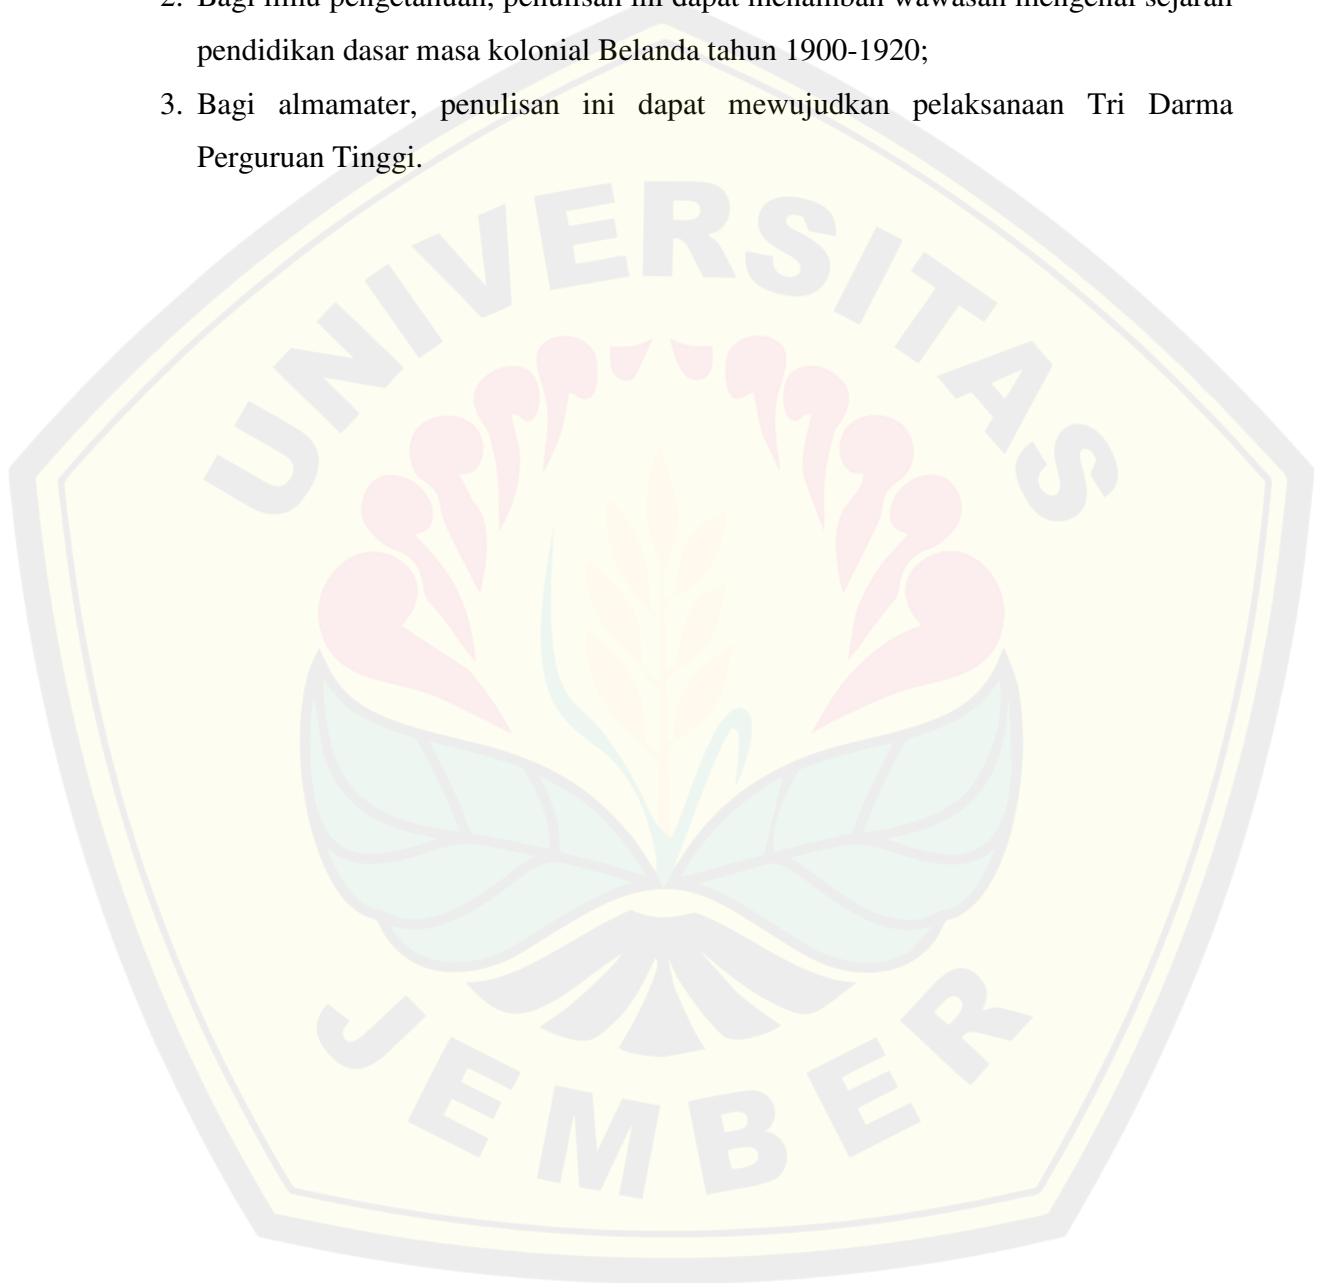 2. Bagi ilmu pengetahuan, penulisan ini dapat menambah wawasan mengenai sejarah
pendidikan dasar masa kolonial Belanda tahun 1900-1920;
3. Bagi almamater, penulisan ini dapat mewujudkan pelaksanaan Tri Darma
Perguruan Tinggi.
UNIVERSITAS
JEMBER